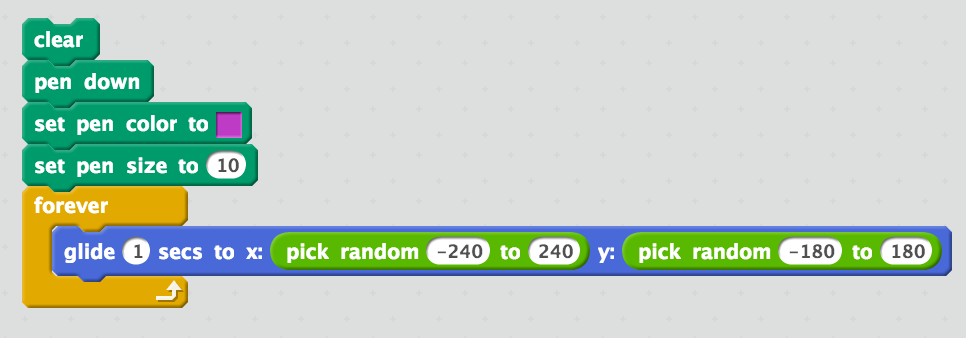 clear
pen down
set pen color to
set pen size to 10
forever
glide 1 secs to x: pick random -240 to 240 y: pick random -180 to 180